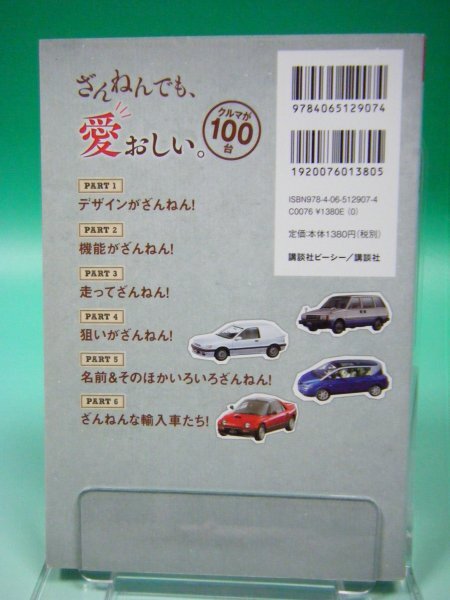 ざんねんでも、
愛おしい。
クルマが
100
台
PART 1
デザインがざんねん!
PART 2
機能がざんねん!
PART 3
走ってざんねん!
PART 4
狙いがざんねん!
PART 5
名前&そのほかいろいろざんねん!
PART 6
ざんねんな輸入車たち!
9784065129074
1920076013805
ISBN978-4-06-512907-4
C0076 ¥1380E (0)
定価:本体1380円(税別)
講談社ビーシー/講談社